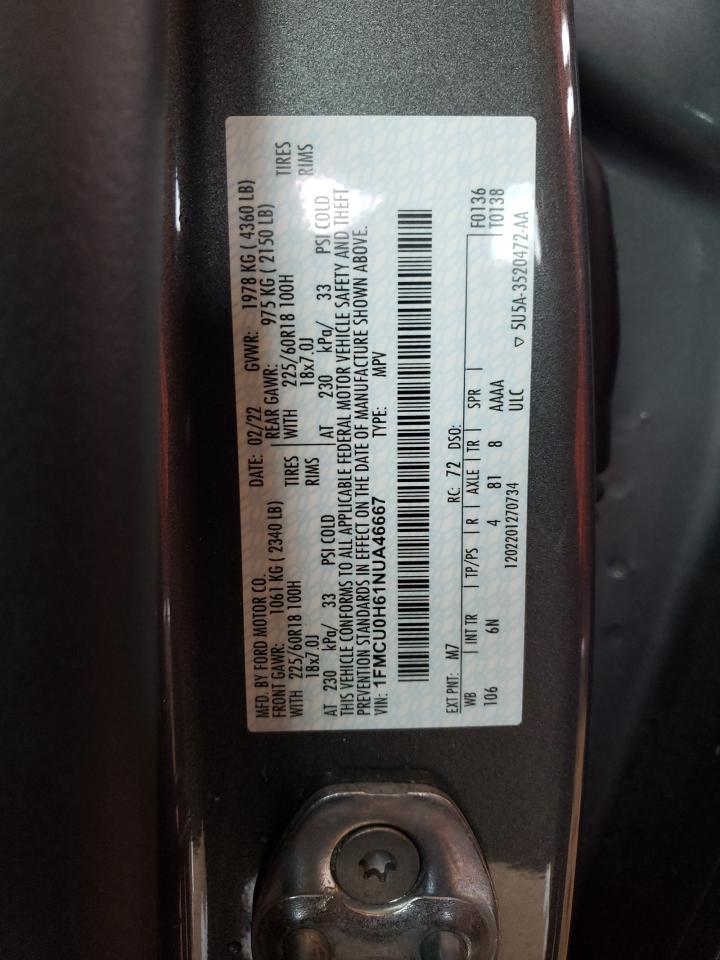 MFD. BY FORD MOTOR CO. DATE: 02/22 GVWR: 1978 KG ( 4360 LB)
FRONT GAWR: 1061 KG ( 2340 LB) REAR GAWR: 975 KG ( 2150 LB)
WITH 225/60R18 100H TIRES WITH 225/60R18 100H TIRES
18x7.0J RIMS 18x7.0J RIMS
AT 230 kPa/ 33 PSI COLD AT 230 kPa/ 33 PSI COLD
THIS VEHICLE CONFORMS TO ALL APPLICABLE FEDERAL MOTOR VEHICLE SAFETY AND THEFT
PREVENTION STANDARDS IN EFFECT ON THE DATE OF MANUFACTURE SHOWN ABOVE.
VIN: 1FMCU0H61NUA46667 TYPE: MPV
EXT PNT: M7 RC: 72 DSO: F0136
WB INT TR TP/PS R AXLE TR SPR T0138
106 6N 4 81 8 AAAA
1202201270734 ULC ▽ 5U5A-3520472-AA